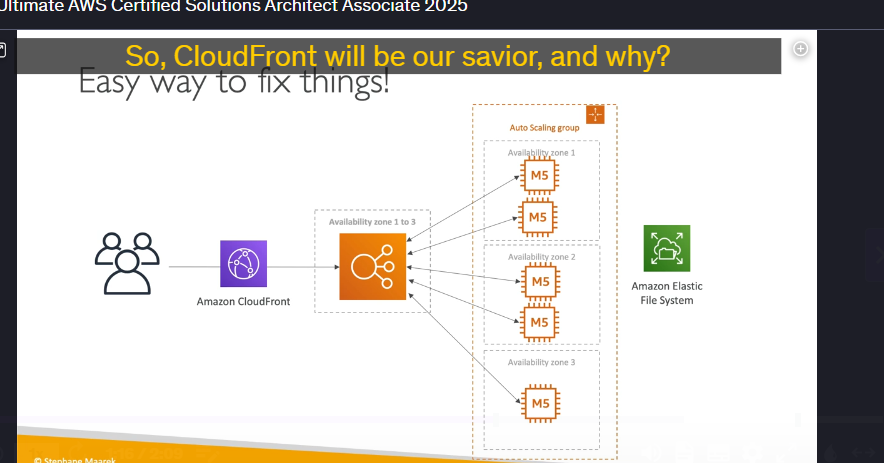 Ultimate AWS Certified Solutions Architect Associate 2025
So, CloudFront will be our savior, and why?
Easy way to fix things!
Auto Scaling group
Availability zone 1
M5
M5
Availability zone 1 to 3
Availability zone 2
M5
M5
Amazon CloudFront
Amazon Elastic
File System
Availability zone 3
M5
© Stephane Maarek